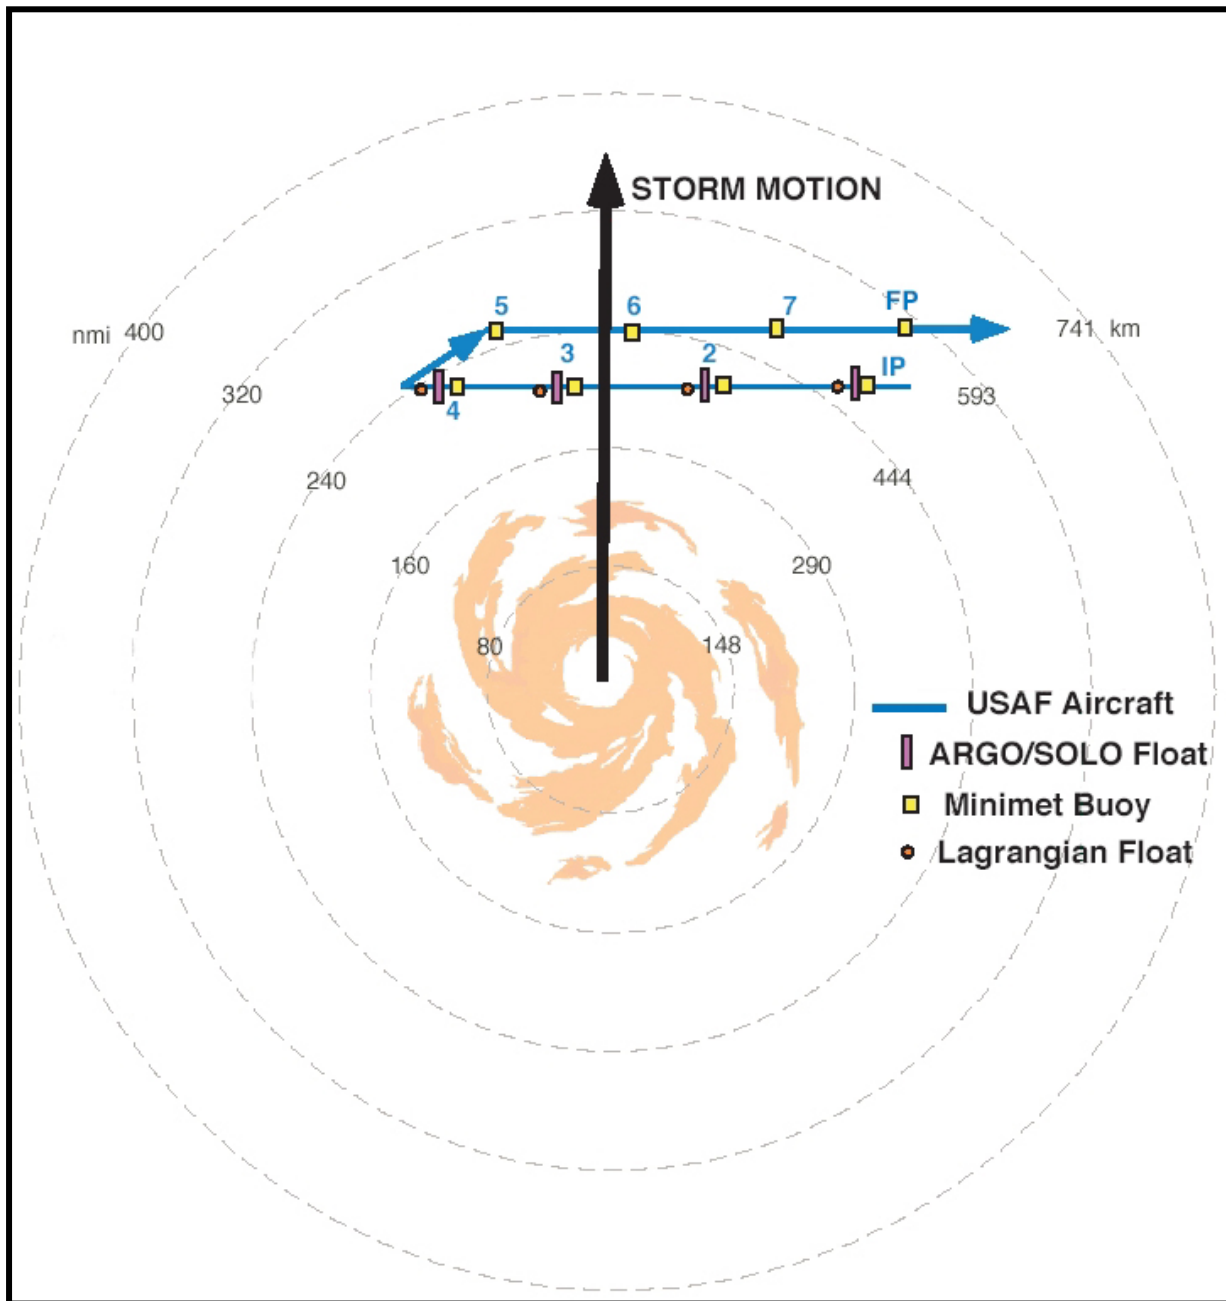 STORM MOTION
5
6
7
FP
nmi 400
741 km
3
2
IP
320
4
593
240
444
160
290
80
148
USAF Aircraft
ARGO/SOLO Float
Minimet Buoy
Lagrangian Float